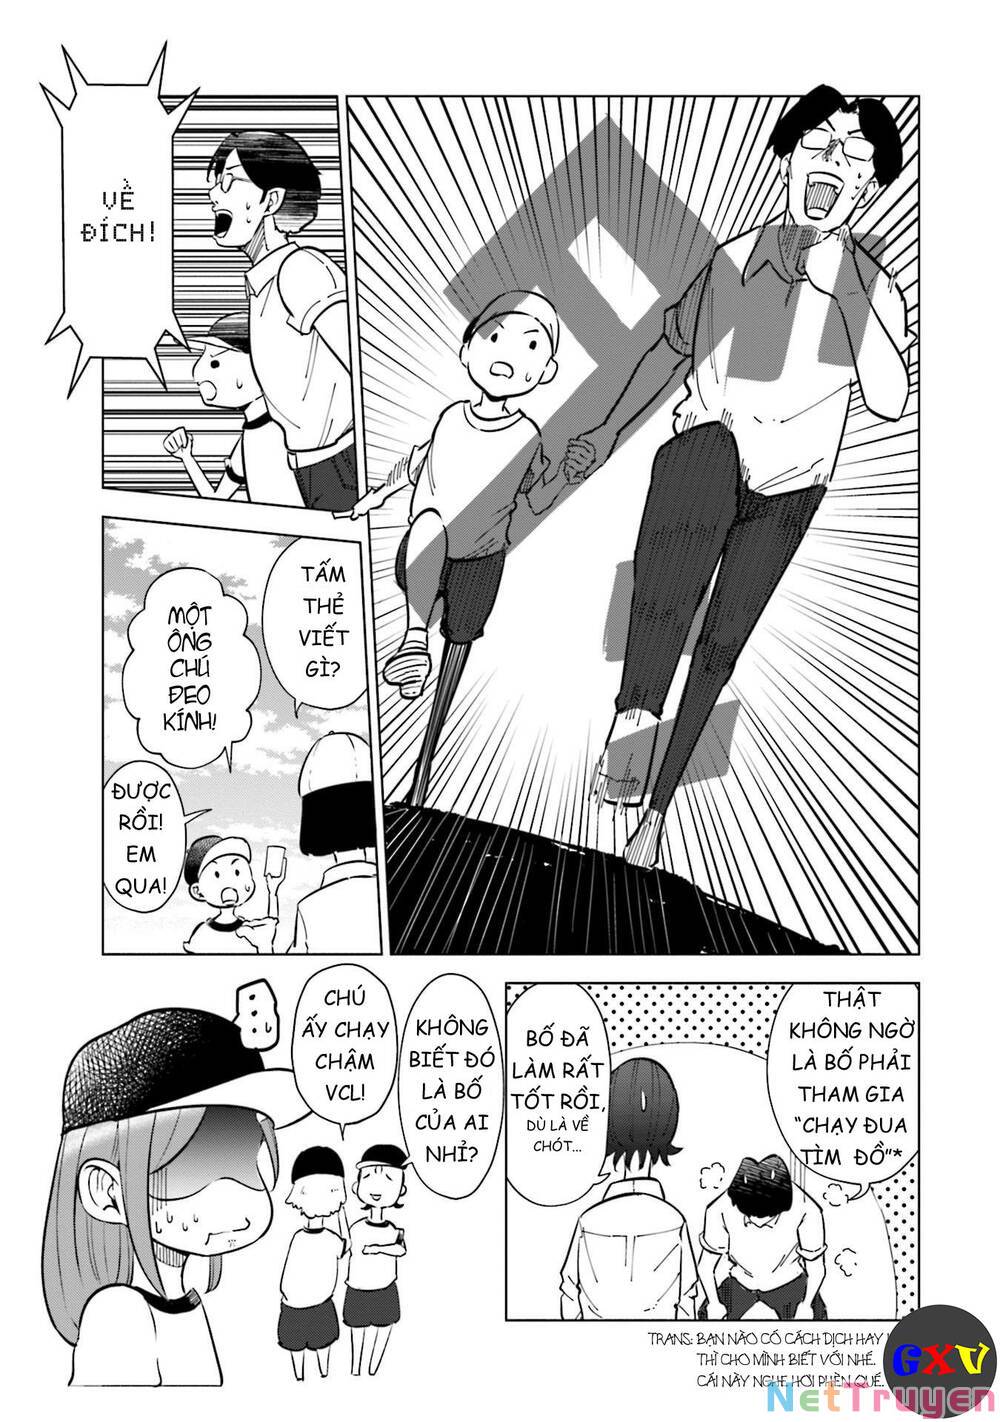 VỀ
ĐÍCH!
TẤM
THẺ
VIẾT
GÌ?
MỘT
ÔNG
CHÚ
ĐEO
KÍNH!
ĐƯỢC
RỒI!
EM
QUA!
THẬT
KHÔNG NGỜ
LÀ BỐ PHẢI
THAM GIA
“CHẠY ĐUA
TÌM ĐỒ”*
BỐ ĐÃ
LÀM RẤT
TỐT RỒI,
DÙ LÀ VỀ
CHÓT...
KHÔNG
BIẾT ĐÓ
LÀ BỐ
CỦA AI
NHỈ?
CHÚ
ẤY CHẠY
CHẬM
VCL!
TRANS: BẠN NÀO CÓ CÁCH DỊCH HAY
THÌ CHO MÌNH BIẾT VỚI NHÉ.
CÁI NÀY NGHE HƠI PHÈN QUÉ.
GXV
NetTruyen